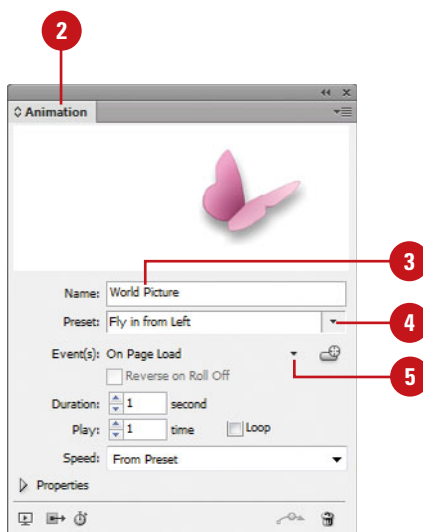 2
Animation
3
Name: World Picture
Preset: Fly in from Left
4
Event(s): On Page Load
5
Reverse on Roll Off
Duration: 1 second
Play: 1 time Loop
Speed: From Preset
Properties